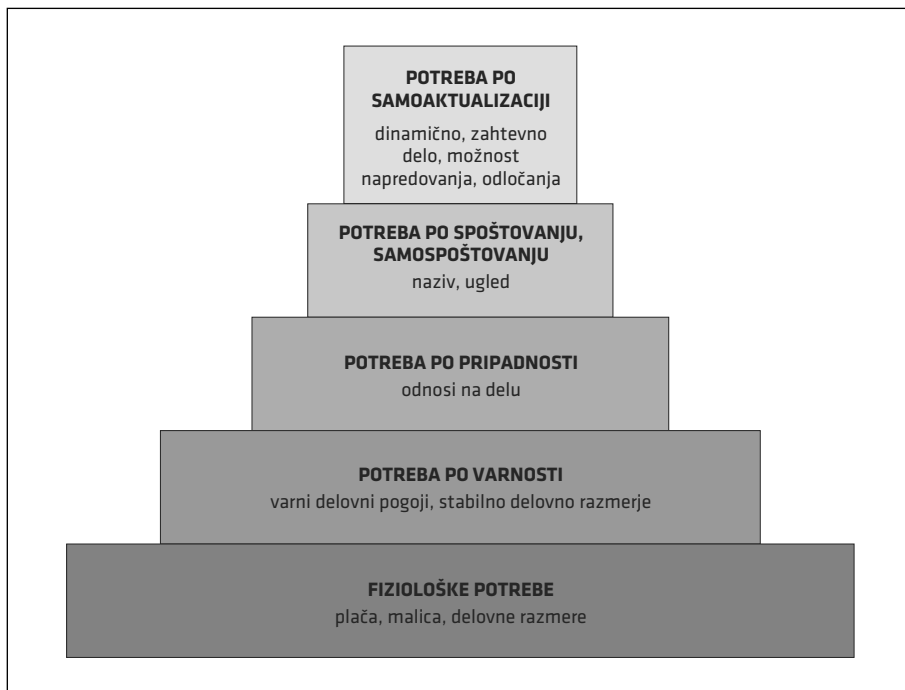 POTREBA PO
SAMOAKTUALIZACIJI
dinamično, zahtevno
delo, možnost
napredovanja, odločanja
POTREBA PO SPOŠTOVANJU,
SAMOSPOŠTOVANJU
naziv, ugled
POTREBA PO PRIPADNOSTI
odnosi na delu
POTREBA PO VARNOSTI
varni delovni pogoji, stabilno delovno razmerje
FIZIOLOŠKE POTREBE
plača, malica, delovne razmere